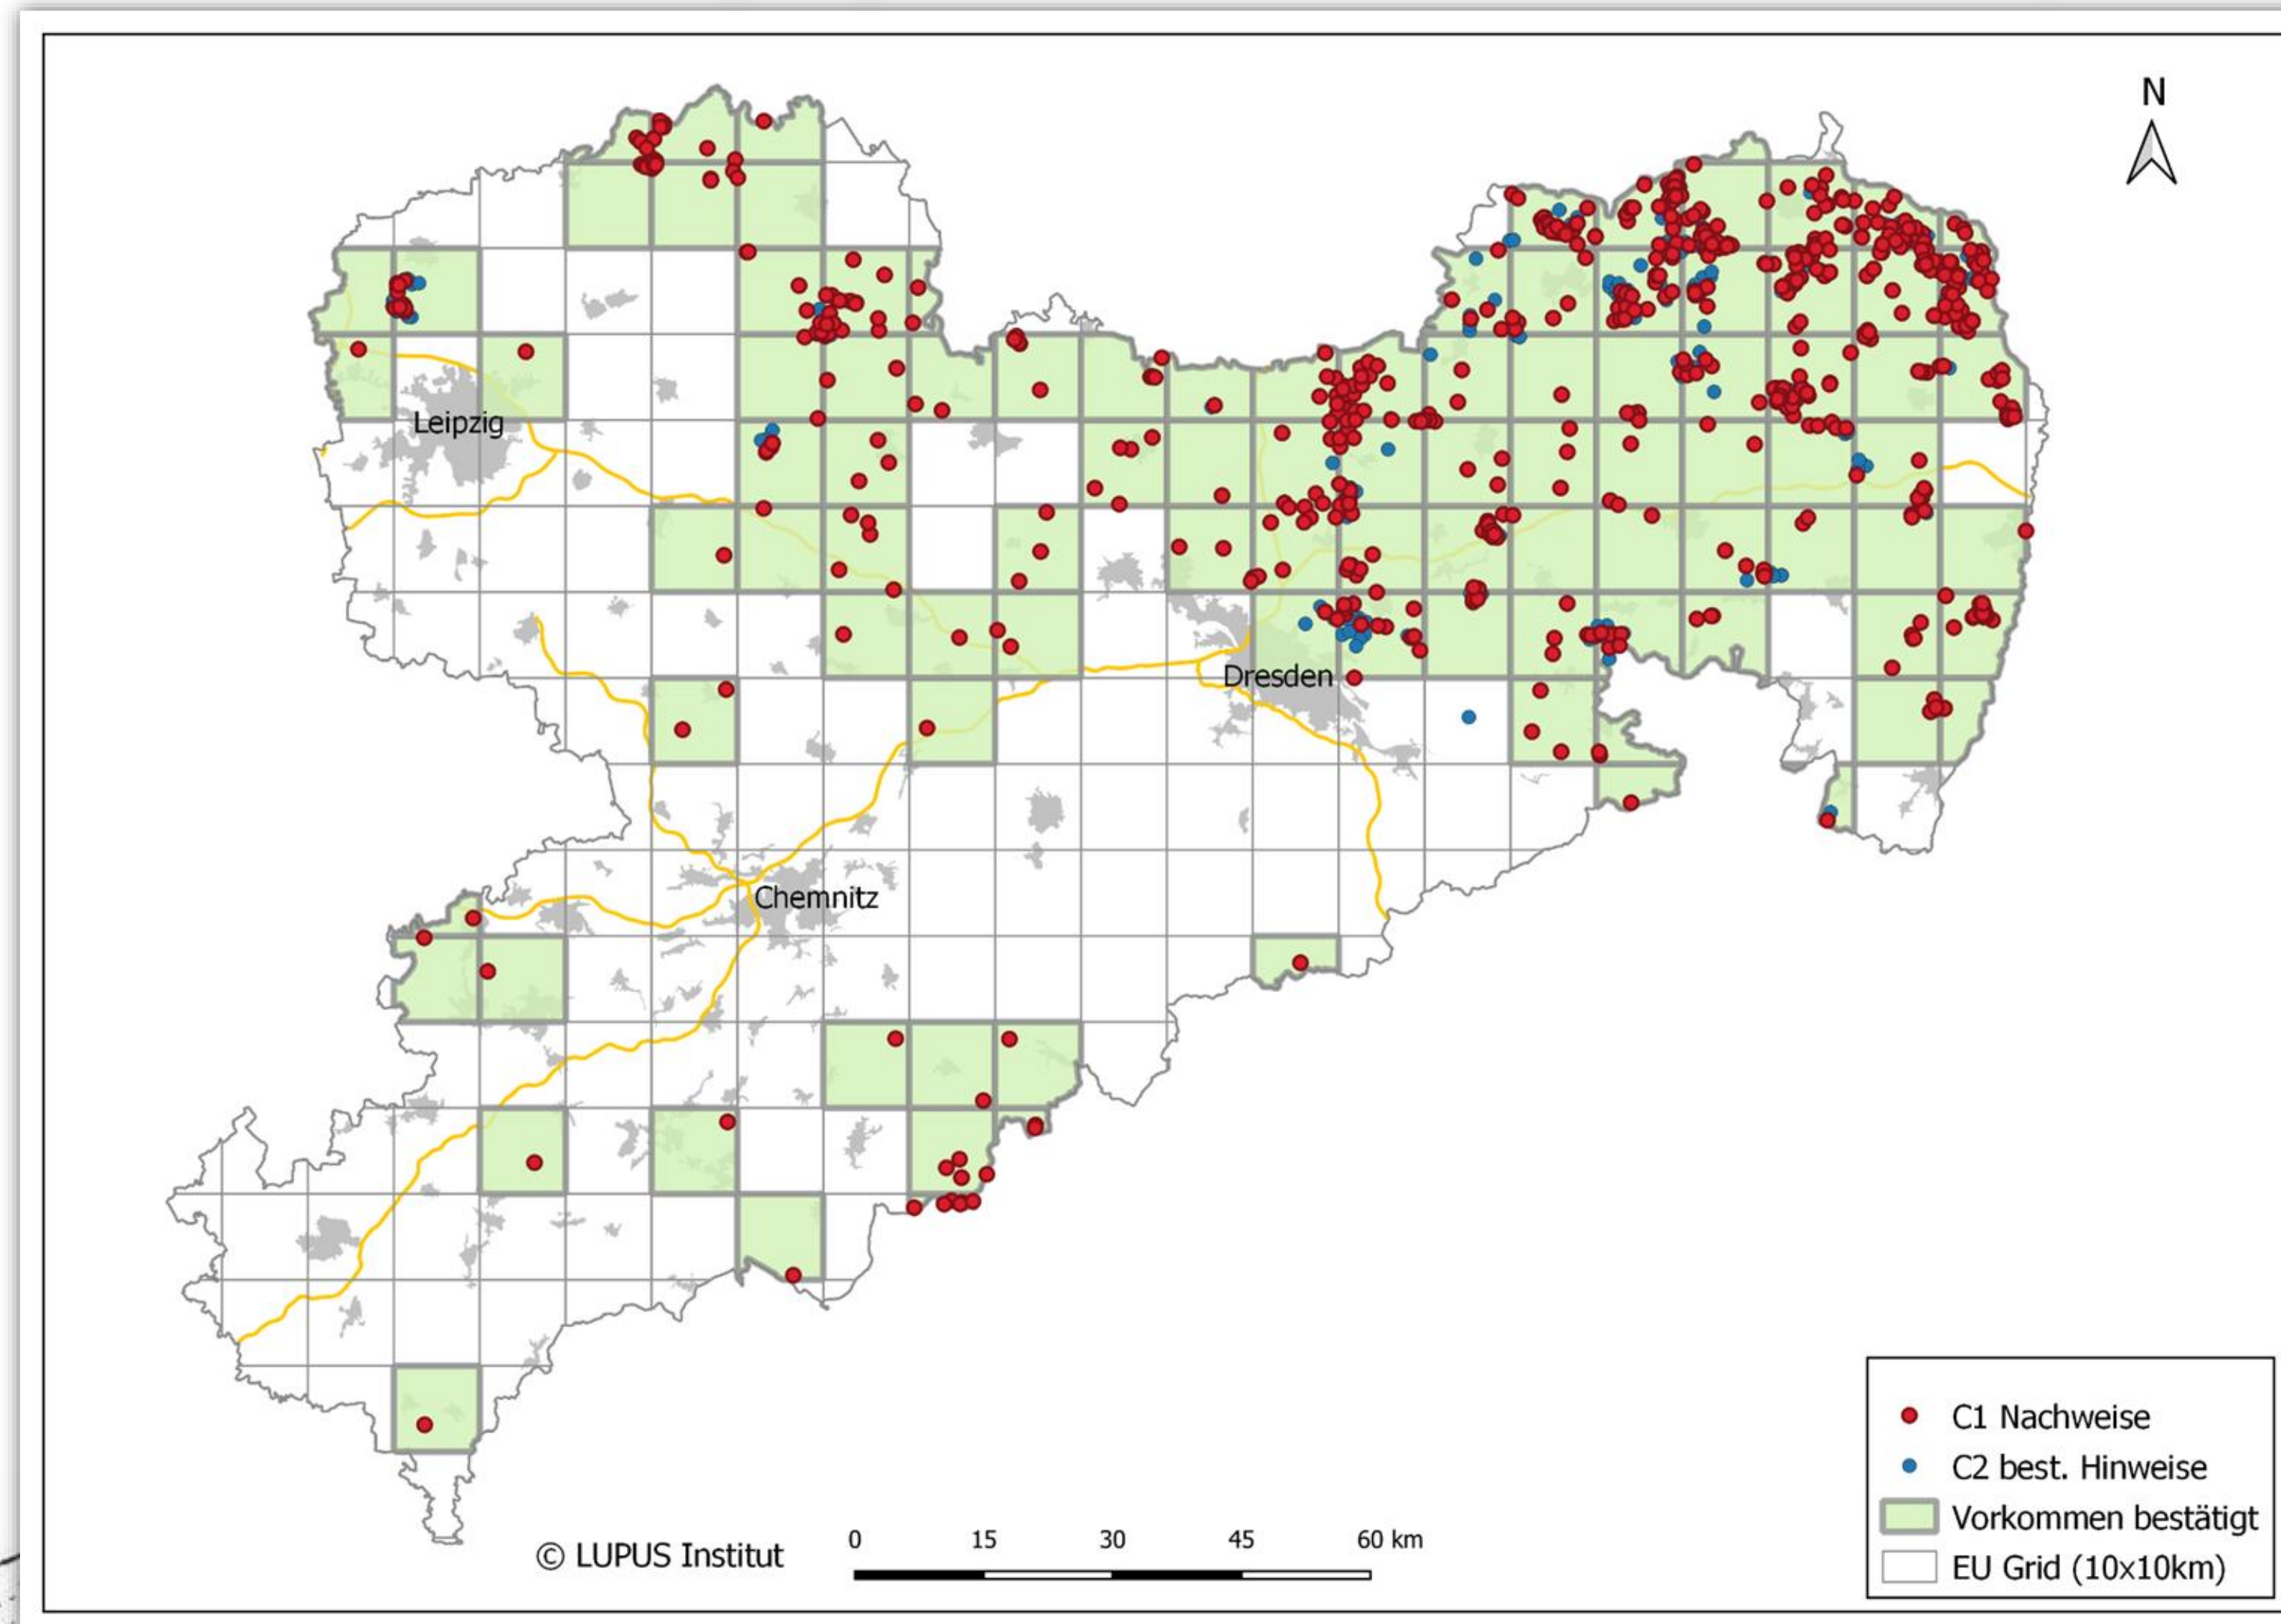 N
Leipzig
Dresden
Chemnitz
C1 Nachweise
C2 best. Hinweise
Vorkommen bestätigt
EU Grid (10x10km)
0 15 30 45 60 km
© LUPUS Institut